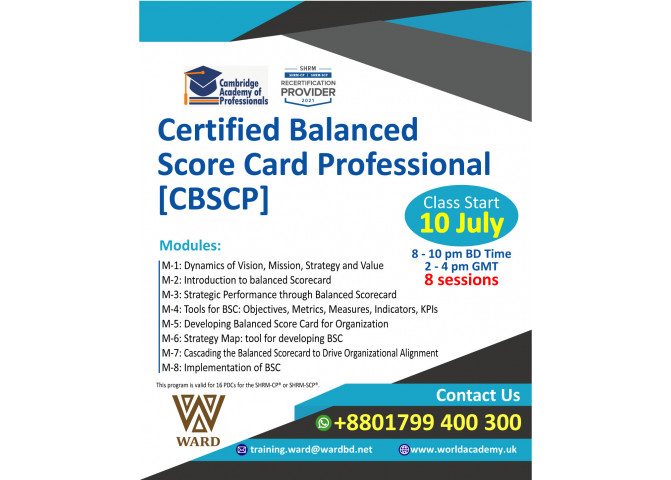 Cambridge
Academy of
Professionals
SHRM
SHRM-CP | SHRM-SCP
RECERTIFICATION
PROVIDER
2021
Certified Balanced
Score Card Professional
[CBSCP]
Class Start
10 July
8 - 10 pm BD Time
2 - 4 pm GMT
8 sessions
Modules:
M-1: Dynamics of Vision, Mission, Strategy and Value
M-2: Introduction to balanced Scorecard
M-3: Strategic Performance through Balanced Scorecard
M-4: Tools for BSC: Objectives, Metrics, Measures, Indicators, KPIs
M-5: Developing Balanced Score Card for Organization
M-6: Strategy Map: tool for developing BSC
M-7: Cascading the Balanced Scorecard to Drive Organizational Alignment
M-8: Implementation of BSC
This program is valid for 16 PDCs for the SHRM-CP® or SHRM-SCP®.
WARD
Contact Us
+8801799 400 300
training.ward@wardbd.net
www.worldacademy.uk